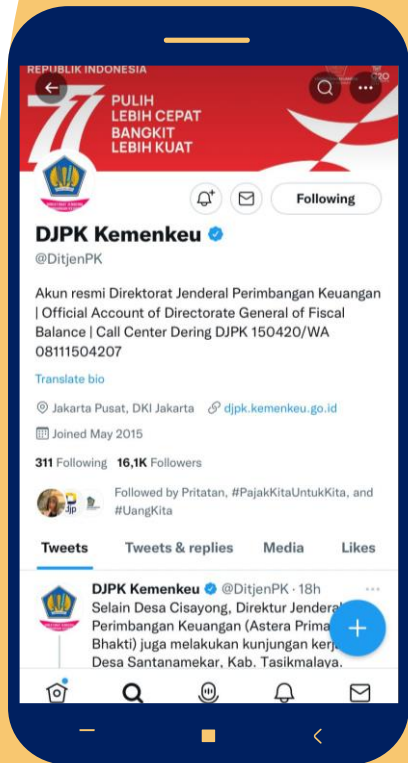 REPUBLIK INDONESIA
77
PULIH
LEBIH CEPAT
BANGKIT
LEBIH KUAT
Following
DJPK Kemenkeu
@DitjenPK
Akun resmi Direktorat Jenderal Perimbangan Keuangan
| Official Account of Directorate General of Fiscal
Balance | Call Center Dering DJPK 150420/WA
08111504207
Translate bio
Jakarta Pusat, DKI Jakarta djpk.kemenkeu.go.id
Joined May 2015
311 Following 16,1K Followers
Followed by Pritatan, #PajakKitaUntukKita, and
#UangKita
Tweets Tweets & replies Media Likes
DJPK Kemenkeu @DitjenPK · 18h
Selain Desa Cisayong, Direktur Jenderal
Perimbangan Keuangan (Astera Prima
Bhakti) juga melakukan kunjungan kerj
Desa Santanamekar, Kab. Tasikmalaya.